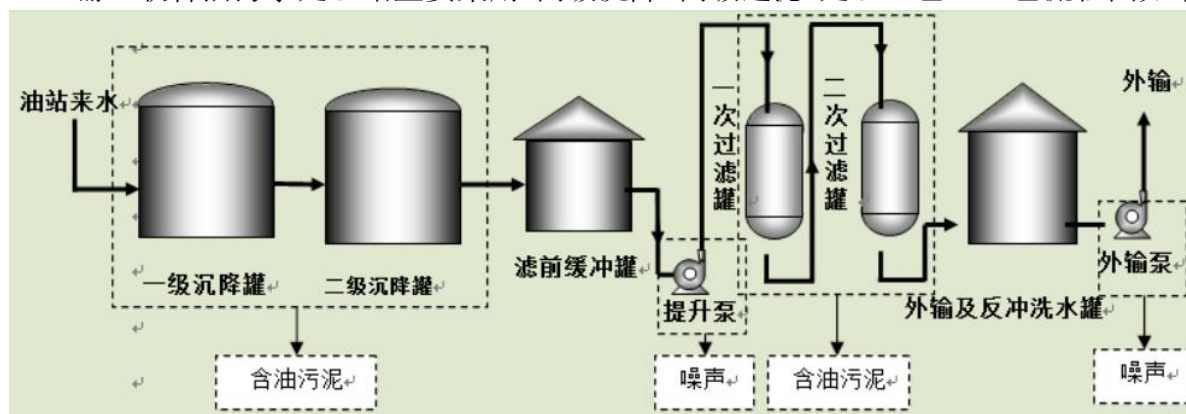 油站来水
一级沉降罐
二级沉降罐
含油污泥
滤前缓冲罐
提升泵
噪声
一次过滤罐
二次过滤罐
含油污泥
外输及反冲洗水罐
外输
外输泵
噪声